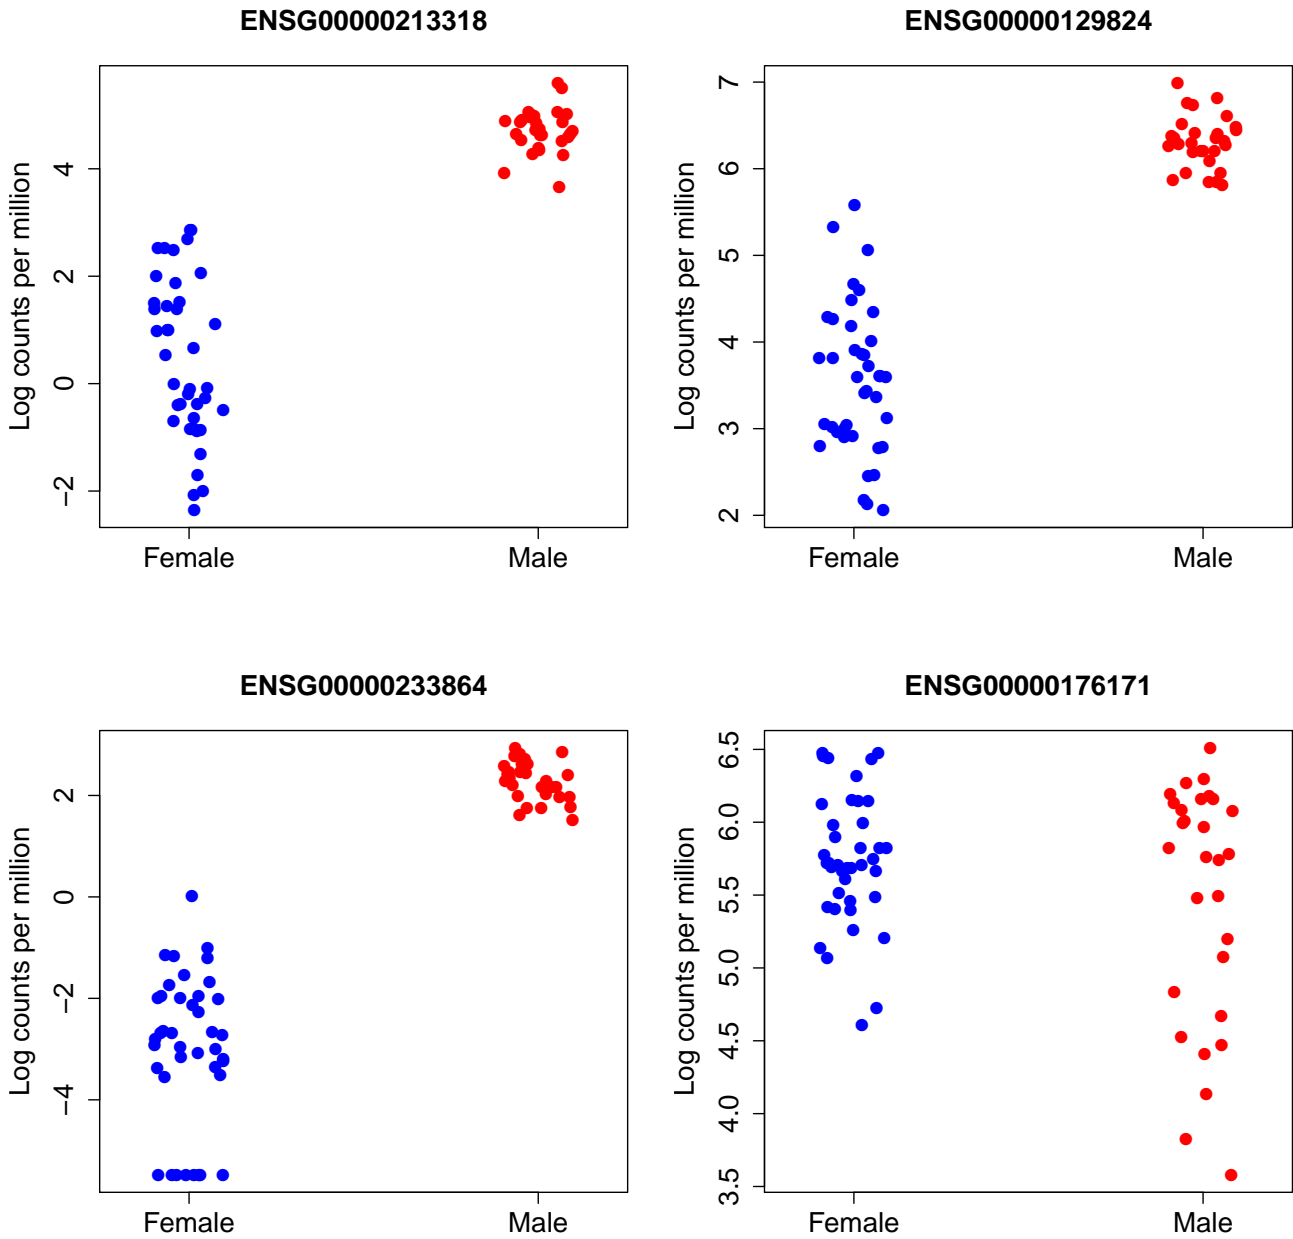 ENSG00000213318
Log counts per million
4
2
0
−2
Female Male
ENSG00000129824
Log counts per million
7
6
5
4
3
2
Female Male
ENSG00000233864
Log counts per million
2
0
−2
−4
Female Male
ENSG00000176171
Log counts per million
6.5
6.0
5.5
5.0
4.5
4.0
3.5
Female Male